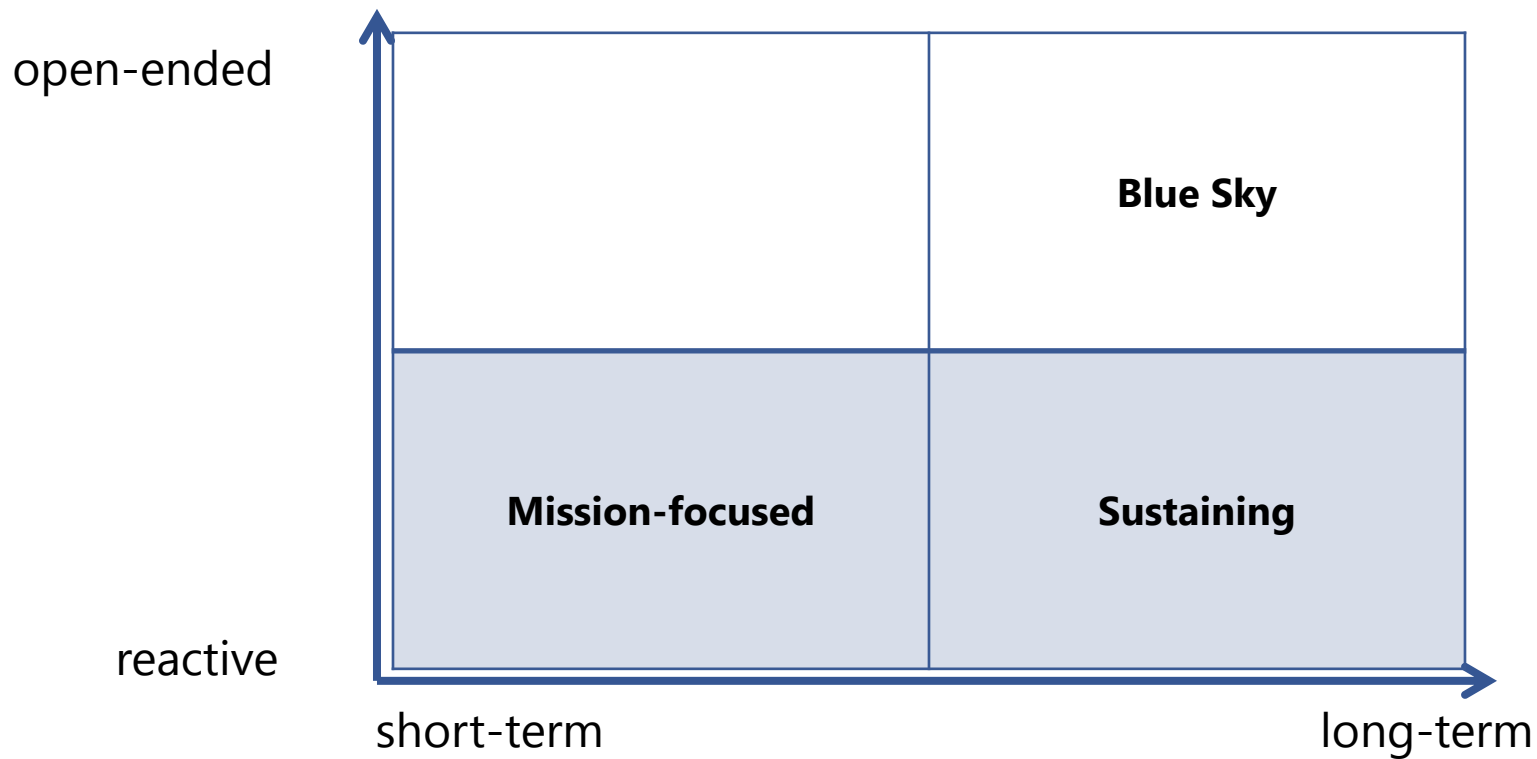 open-ended
Blue Sky
Mission-focused
Sustaining
reactive
short-term
long-term